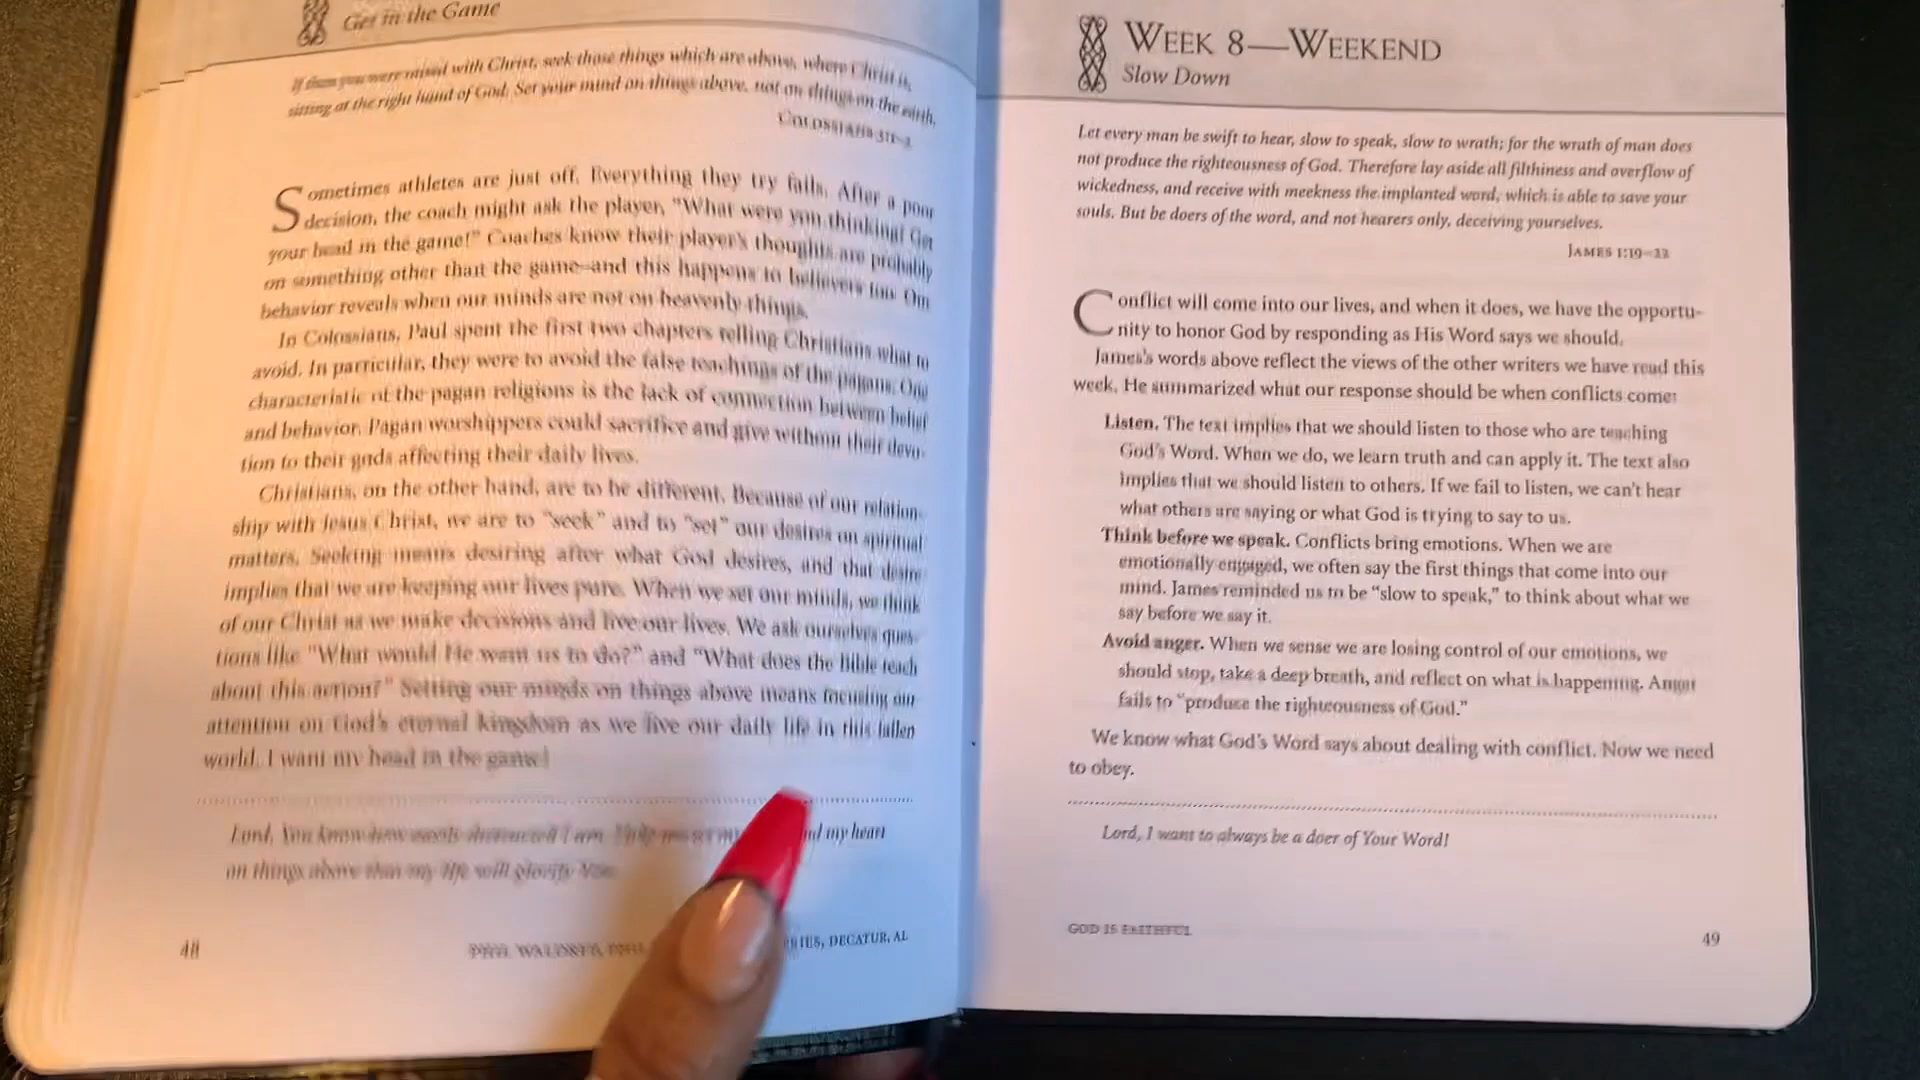 Get in the Game
If then you were raised with Christ, seek those things which are above, where Christ is,
sitting at the right hand of God. Set your mind on things above, not on things on the earth.
Colossians 3:1–2
Sometimes athletes are just off. Everything they try fails. After a poor
decision, the coach might ask the player, "What were you thinking? Get
your head in the game!" Coaches know their player's thoughts are probably
on something other than the game–and this happens to believers too. Our
behavior reveals when our minds are not on heavenly things.
In Colossians, Paul spent the first two chapters telling Christians what to
avoid. In particular, they were to avoid the false teachings of the pagans. One
characteristic of the pagan religions is the lack of connection between belief
and behavior. Pagan worshippers could sacrifice and give without their devo-
tion to their gods affecting their daily lives.
Christians, on the other hand, are to be different. Because of our relation-
ship with Jesus Christ, we are to "seek" and to "set" our desires on spiritual
matters. Seeking means desiring after what God desires, and that desire
implies that we are keeping our lives pure. When we set our minds, we think
of our Christ as we make decisions and live our lives. We ask ourselves ques-
tions like "What would He want us to do?" and "What does the Bible teach
about this action?" Setting our minds on things above means focusing our
attention on God's eternal kingdom as we live our daily life in this fallen
world. I want my head in the game!
Lord, You know how easily distracted I am. Help me set my my heart
on things above that my life will glorify You.
48
PHIL WALDREP, PHIL DECATUR, AL
Week 8—Weekend
Slow Down
Let every man be swift to hear, slow to speak, slow to wrath; for the wrath of man does
not produce the righteousness of God. Therefore lay aside all filthiness and overflow of
wickedness, and receive with meekness the implanted word, which is able to save your
souls. But be doers of the word, and not hearers only, deceiving yourselves.
James 1:19–22
Conflict will come into our lives, and when it does, we have the opportu-
nity to honor God by responding as His Word says we should.
James's words above reflect the views of the other writers we have read this
week. He summarized what our response should be when conflicts come:
Listen. The text implies that we should listen to those who are teaching
God's Word. When we do, we learn truth and can apply it. The text also
implies that we should listen to others. If we fail to listen, we can't hear
what others are saying or what God is trying to say to us.
Think before we speak. Conflicts bring emotions. When we are
emotionally engaged, we often say the first things that come into our
mind. James reminded us to be "slow to speak," to think about what we
say before we say it.
Avoid anger. When we sense we are losing control of our emotions, we
should stop, take a deep breath, and reflect on what is happening. Anger
fails to "produce the righteousness of God."
We know what God's Word says about dealing with conflict. Now we need
to obey.
Lord, I want to always be a doer of Your Word!
GOD IS FAITHFUL
49